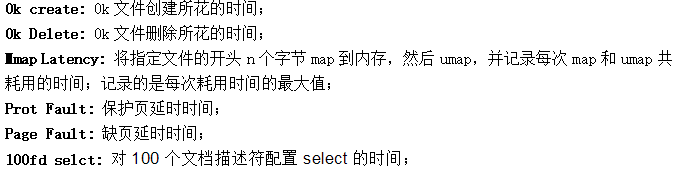 0k create: 0k 文件创建所花的时间；
0k Delete: 0k 文件删除所花的时间；
Mmap Latency: 将指定文件的开头 n 个字节 map 到内存，然后 umap，并记录每次 map 和 umap 共
耗用的时间；记录的是每次耗用时间的最大值；
Prot Fault: 保护页延时时间；
Page Fault: 缺页延时时间；
100fd selct: 对 100 个文档描述符配置 select 的时间；